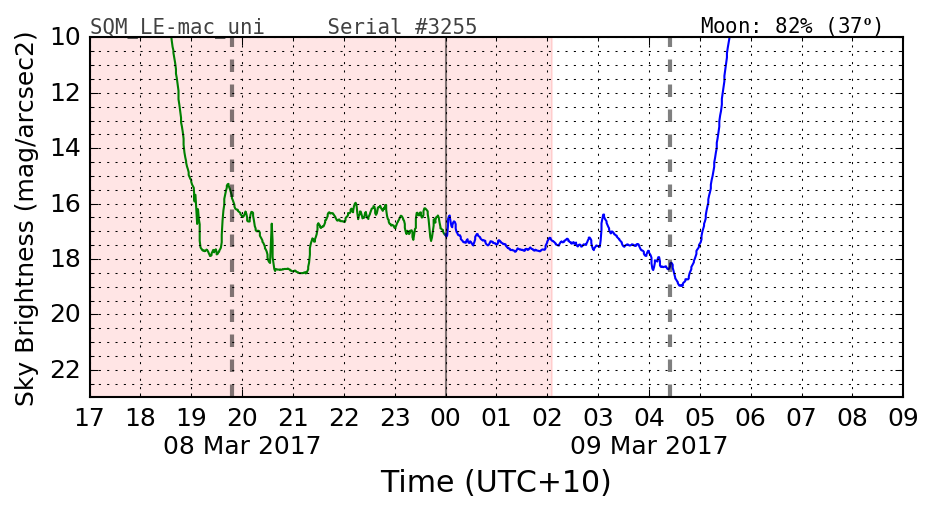 SQM_LE-mac_uni Serial #3255 Moon: 82% (37°)
Sky Brightness (mag/arcsec2)
10
12
14
16
18
20
22
17 18 19 20 21 22 23 00 01 02 03 04 05 06 07 08 09
08 Mar 2017 09 Mar 2017
Time (UTC+10)